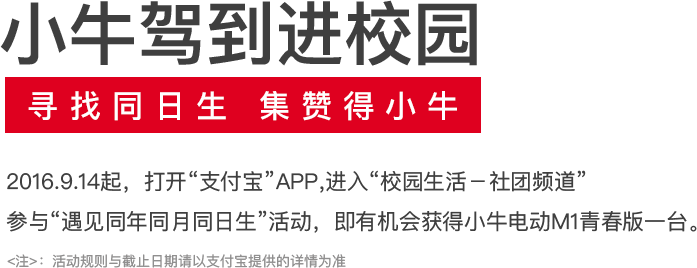 小牛驾到进校园
寻找同日生 集赞得小牛
2016.9.14起，打开“支付宝”APP,进入“校园生活－社团频道”
参与“遇见同年同月同日生”活动，即有机会获得小牛电动M1青春版一台。
<注>：活动规则与截止日期请以支付宝提供的详情为准